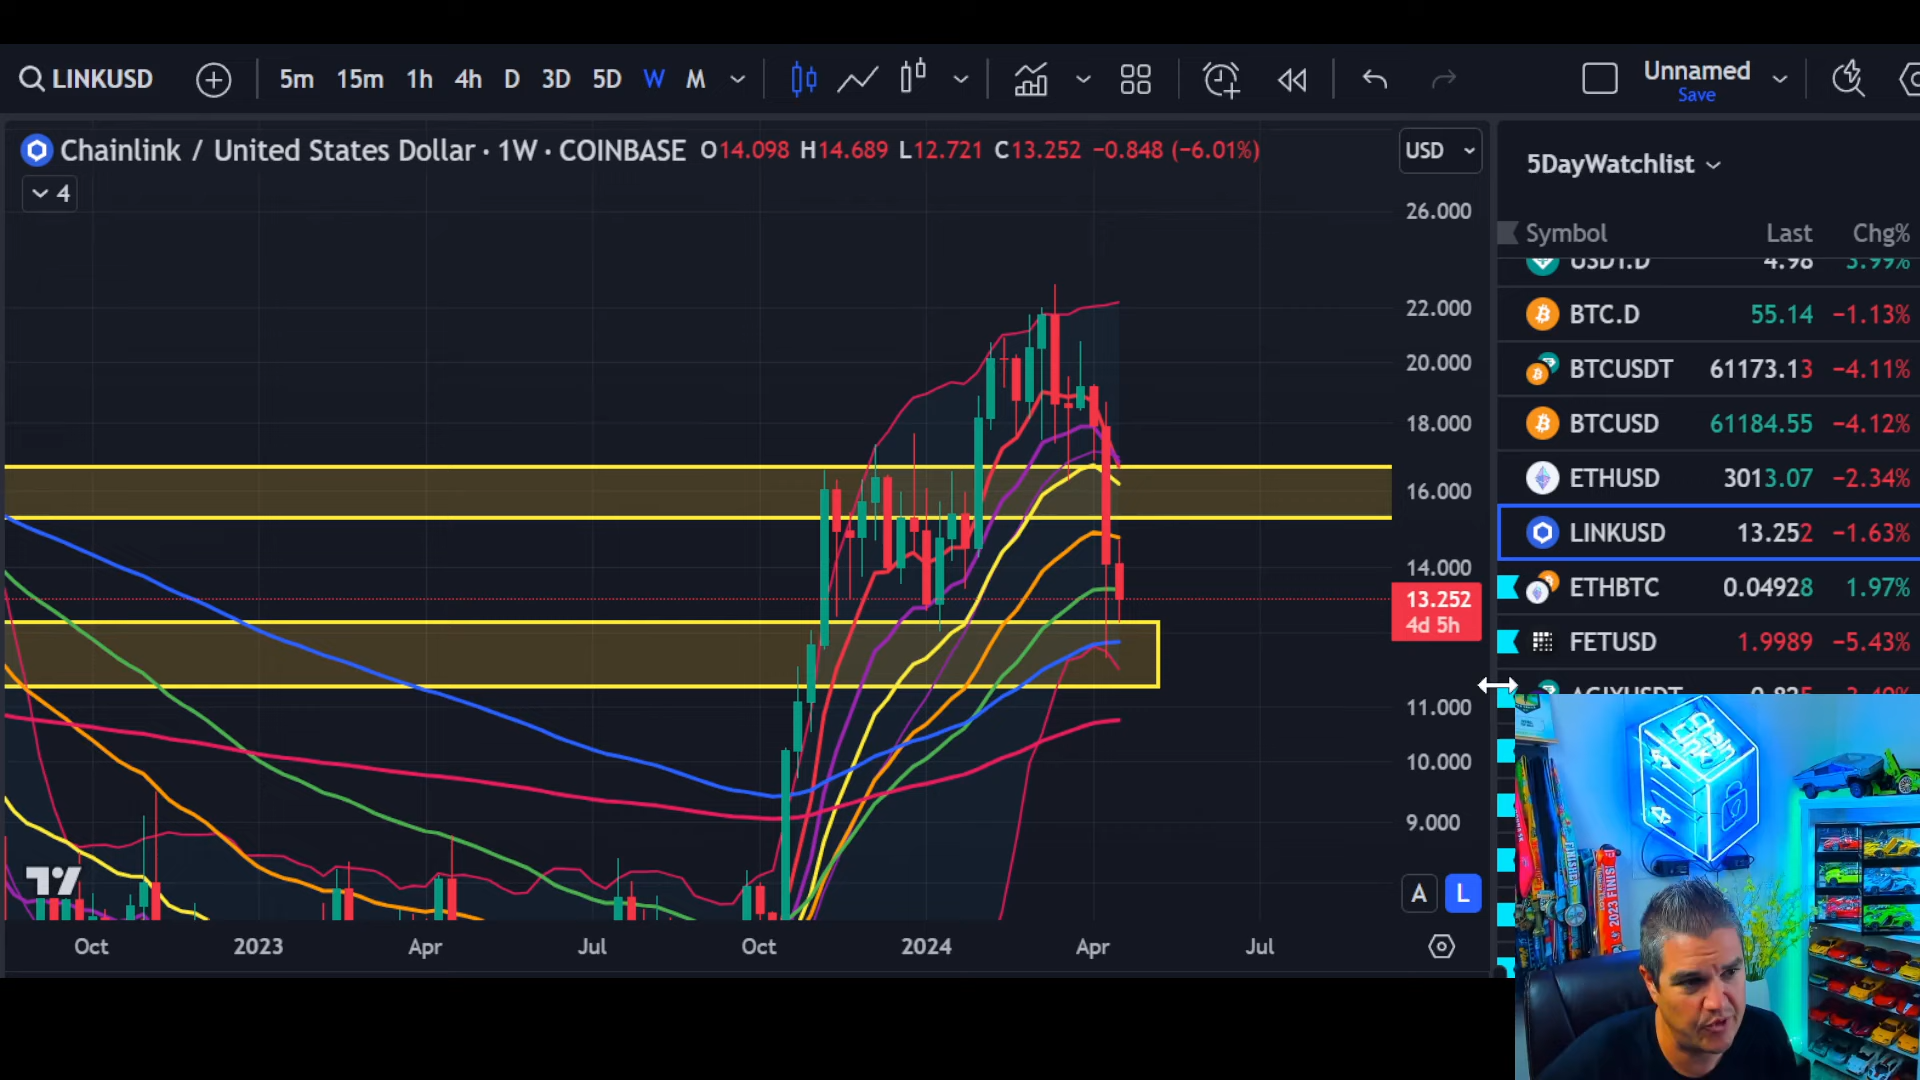 LINKUSD 5m 15m 1h 4h D 3D 5D W M Unnamed
Save
Chainlink / United States Dollar · 1W · COINBASE O14.098 H14.689 L12.721 C13.252 −0.848 (−6.01%) USD
4
26.000
22.000
20.000
18.000
16.000
14.000
13.252
4d 5h
11.000
10.000
9.000
A L
Oct 2023 Apr Jul Oct 2024 Apr Jul
5DayWatchlist
Symbol Last Chg%
USDT.D 4.98 3.99%
BTC.D 55.14 −1.13%
BTCUSDT 61173.13 −4.11%
BTCUSD 61184.55 −4.12%
ETHUSD 3013.07 −2.34%
LINKUSD 13.252 −1.63%
ETHBTC 0.04928 1.97%
FETUSD 1.9989 −5.43%
Chain
Link
2023 FINIS
FINISHER